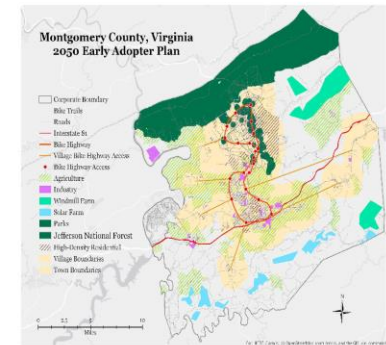 Montgomery County, Virginia
2050 Early Adopter Plan
Corporate Boundary
Bike Trails
Roads
Interstate 81
Bike Highway
Village Bike Highway Access
Bike Highway Access
Agriculture
Industry
Windmill Farm
Solar Farm
Parks
Jefferson National Forest
High-Density Residential
Village Boundaries
Town Boundaries
Miles
N